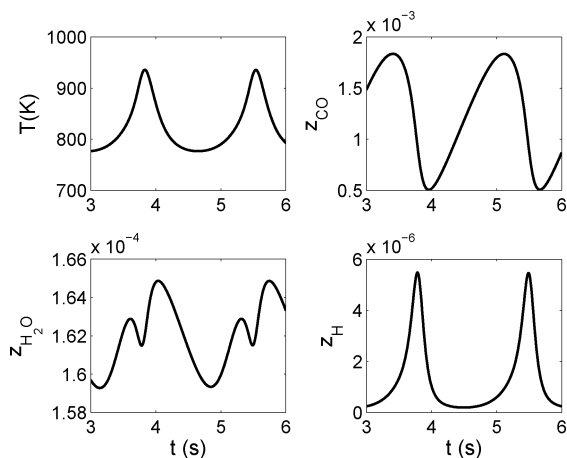 1000
900
800
700
T(K)
3 4 5 6
x 10⁻³
2
1.5
1
0.5
z_CO
3 4 5 6
x 10⁻⁴
1.66
1.64
1.62
1.6
1.58
z_H₂O
3 4 5 6
t (s)
x 10⁻⁶
6
4
2
0
z_H
3 4 5 6
t (s)